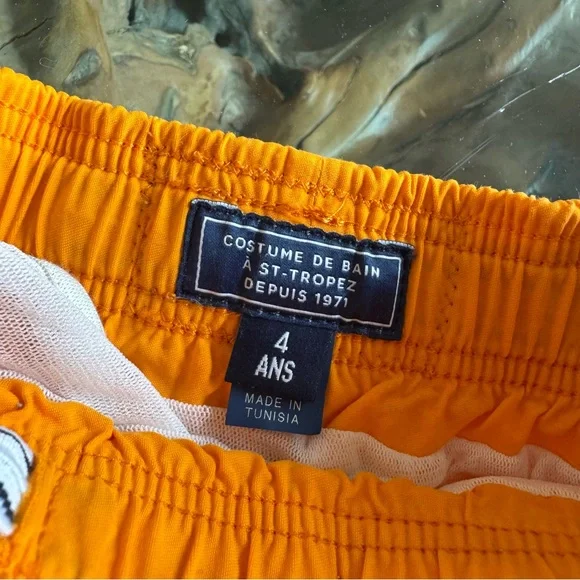 COSTUME DE BAIN
À ST-TROPEZ
DEPUIS 1971
4
ANS
MADE IN
TUNISIA